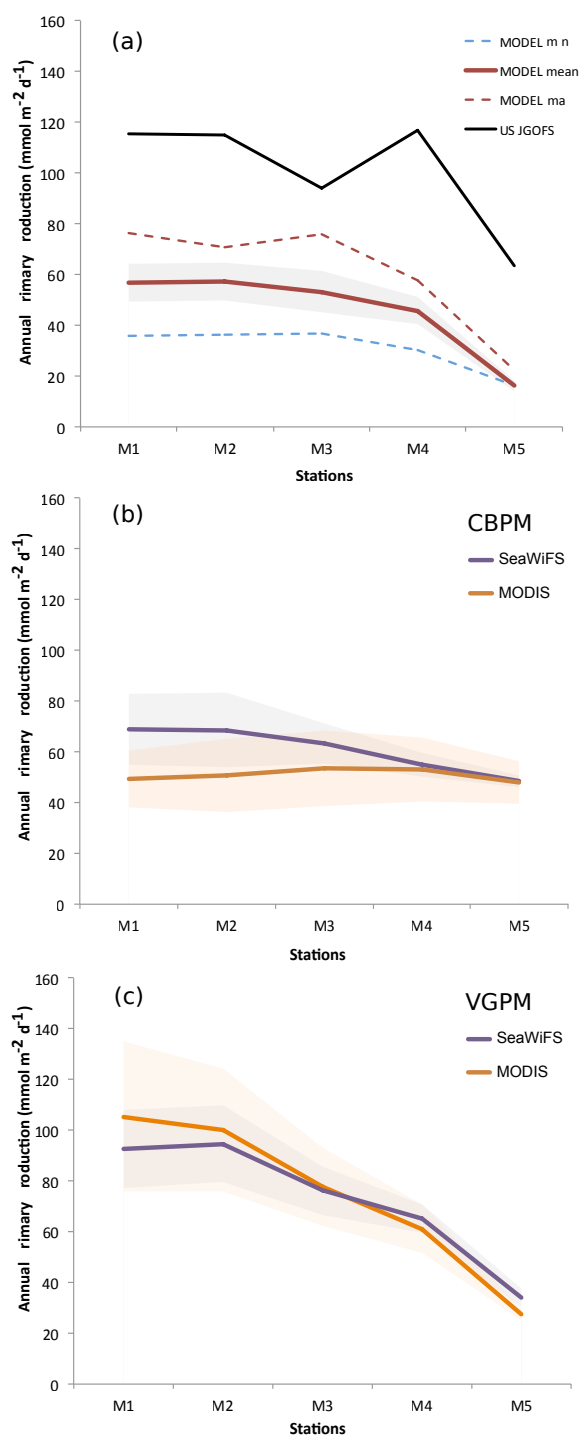 160
(a)
MODEL m n
140
MODEL mean
MODEL ma
120
US JGOFS
100
80
60
40
20
0
Annual rimary roduction (mmol m⁻² d⁻¹)
M1 M2 M3 M4 M5
Stations
160
(b)
CBPM
140
SeaWiFS
MODIS
120
100
80
60
40
20
0
Annual rimary roduction (mmol m⁻² d⁻¹)
M1 M2 M3 M4 M5
Stations
160
(c)
VGPM
140
SeaWiFS
MODIS
120
100
80
60
40
20
0
Annual rimary roduction (mmol m⁻² d⁻¹)
M1 M2 M3 M4 M5
Stations